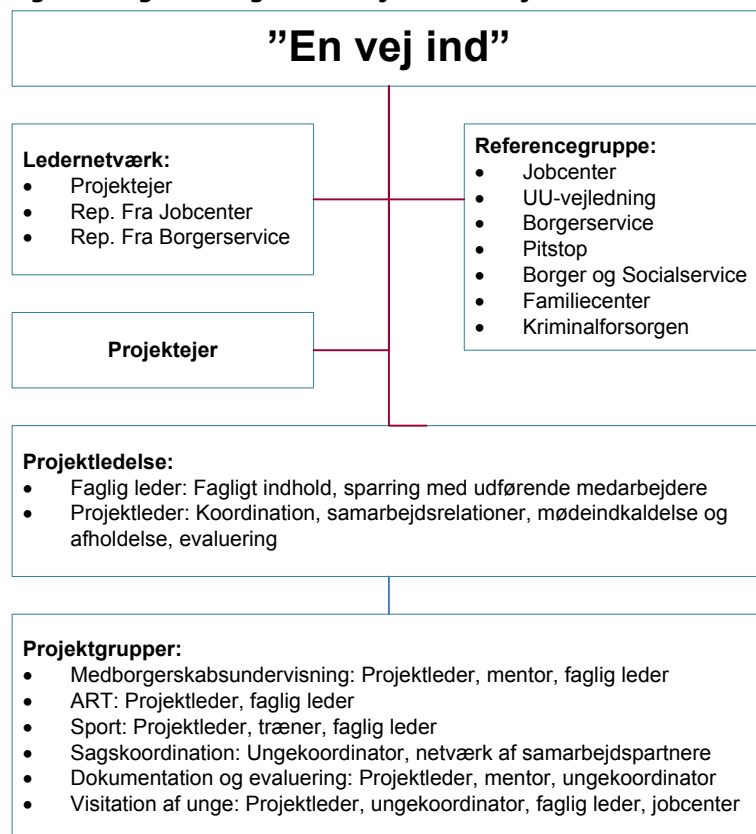 "En vej ind"
Ledernetværk:
• Projektejer
• Rep. Fra Jobcenter
• Rep. Fra Borgerservice
Referencegruppe:
• Jobcenter
• UU-vejledning
• Borgerservice
• Pitstop
• Borger og Socialservice
• Familiecenter
• Kriminalforsorgen
Projektejer
Projektledelse:
• Faglig leder: Fagligt indhold, sparring med udførende medarbejdere
• Projektleder: Koordination, samarbejdsrelationer, mødeindkaldelse og
afholdelse, evaluering
Projektgrupper:
• Medborgerskabsundervisning: Projektleder, mentor, faglig leder
• ART: Projektleder, faglig leder
• Sport: Projektleder, træner, faglig leder
• Sagskoordination: Ungekoordinator, netværk af samarbejdspartnere
• Dokumentation og evaluering: Projektleder, mentor, ungekoordinator
• Visitation af unge: Projektleder, ungekoordinator, faglig leder, jobcenter